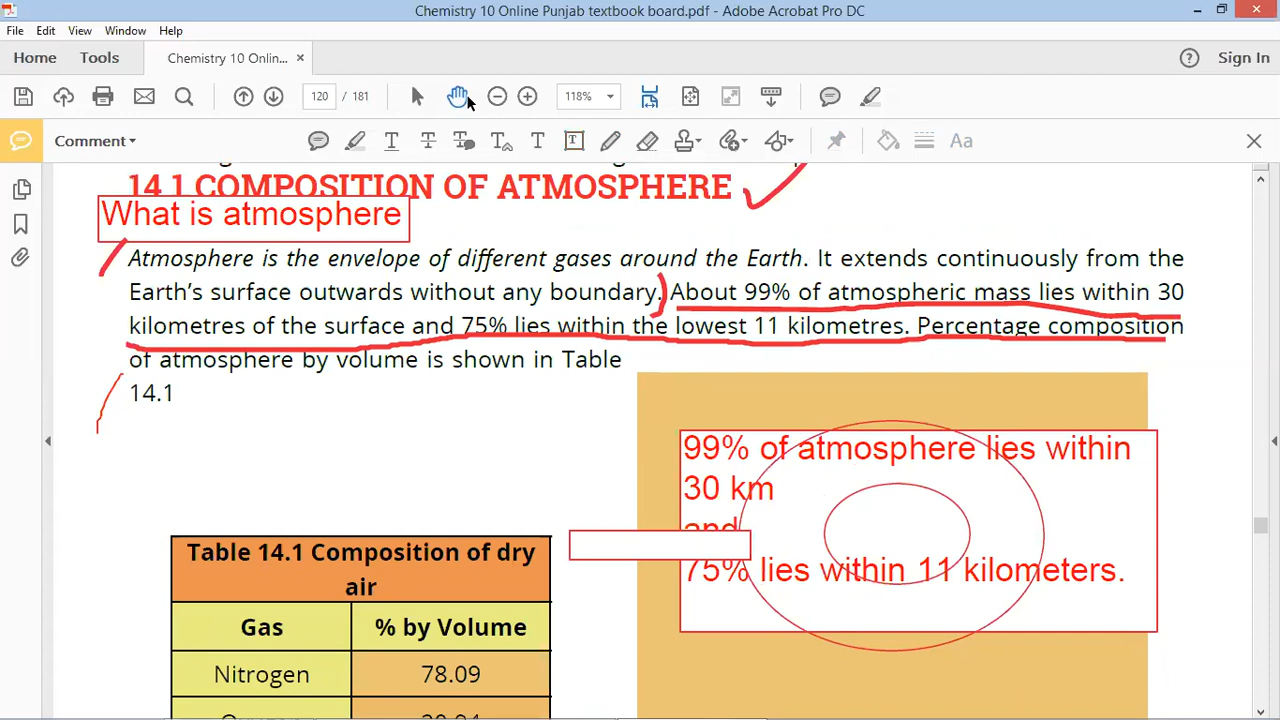 Chemistry 10 Online Punjab textbook board.pdf - Adobe Acrobat Pro DC
File Edit View Window Help
Home Tools Chemistry 10 Onlin... × Sign In
120 / 181 118%
Comment
14.1 COMPOSITION OF ATMOSPHERE
What is atmosphere
Atmosphere is the envelope of different gases around the Earth. It extends continuously from the
Earth's surface outwards without any boundary. About 99% of atmospheric mass lies within 30
kilometres of the surface and 75% lies within the lowest 11 kilometres. Percentage composition
of atmosphere by volume is shown in Table
14.1
99% of atmosphere lies within
30 km
and
75% lies within 11 kilometers.
Table 14.1 Composition of dry
air
Gas % by Volume
Nitrogen 78.09